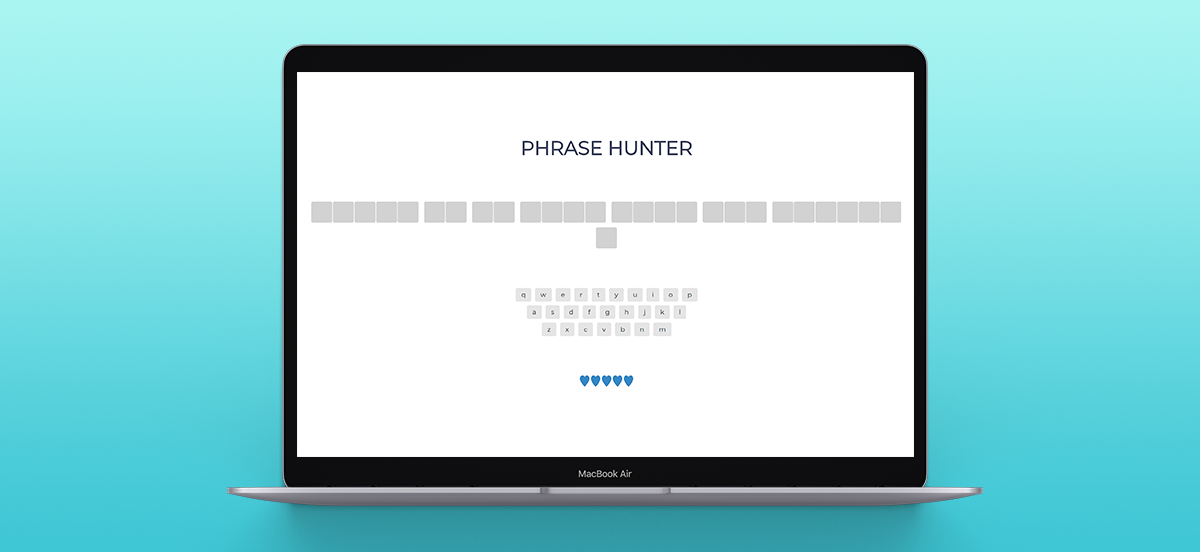 PHRASE HUNTER
q w e r t y u i o p
a s d f g h j k l
z x c v b n m
MacBook Air